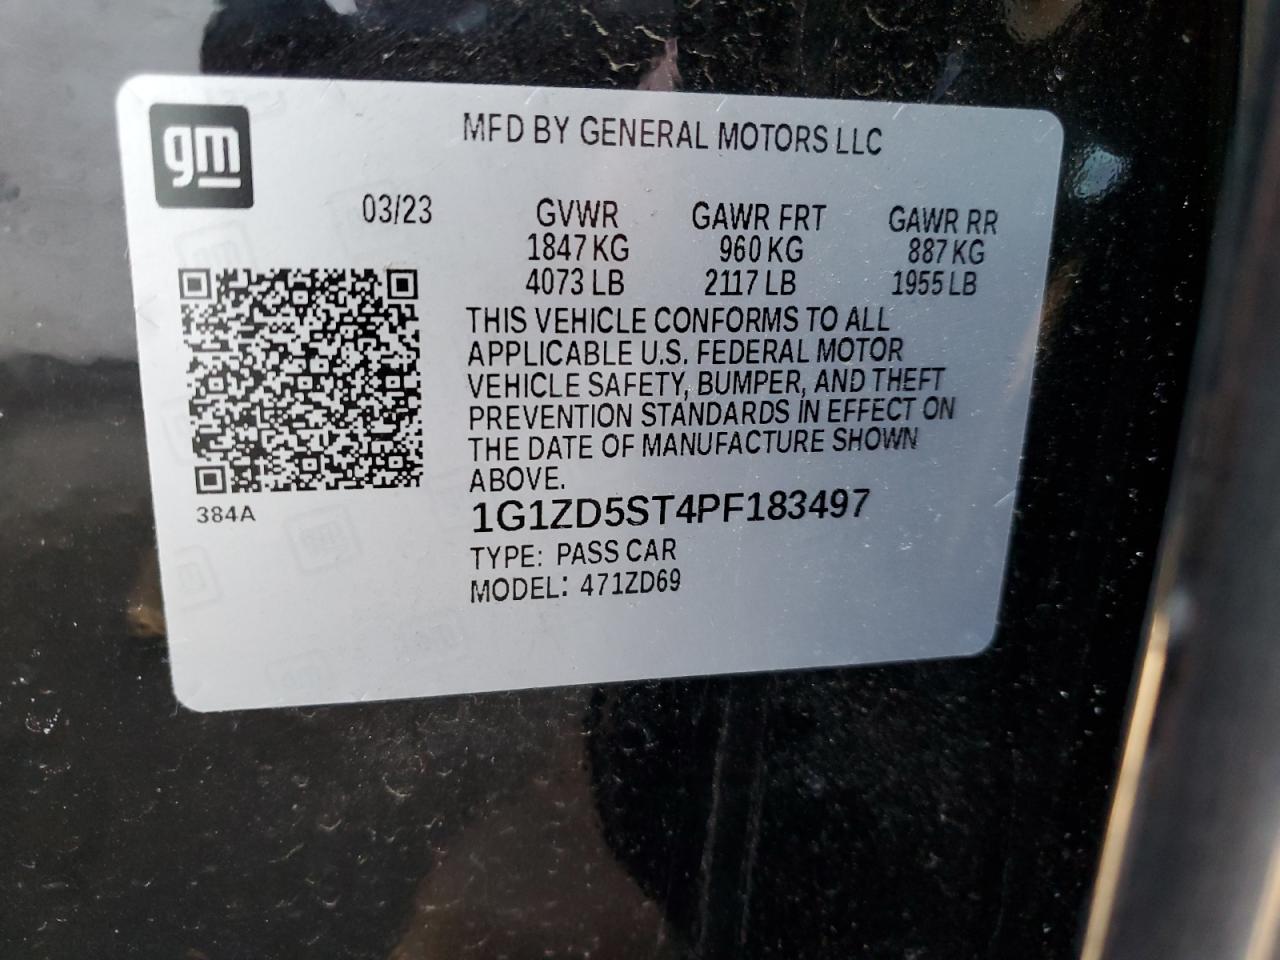 gm
MFD BY GENERAL MOTORS LLC
03/23 GVWR GAWR FRT GAWR RR
1847 KG 960 KG 887 KG
4073 LB 2117 LB 1955 LB
THIS VEHICLE CONFORMS TO ALL
APPLICABLE U.S. FEDERAL MOTOR
VEHICLE SAFETY, BUMPER, AND THEFT
PREVENTION STANDARDS IN EFFECT ON
THE DATE OF MANUFACTURE SHOWN
ABOVE.
384A
1G1ZD5ST4PF183497
TYPE: PASS CAR
MODEL: 471ZD69